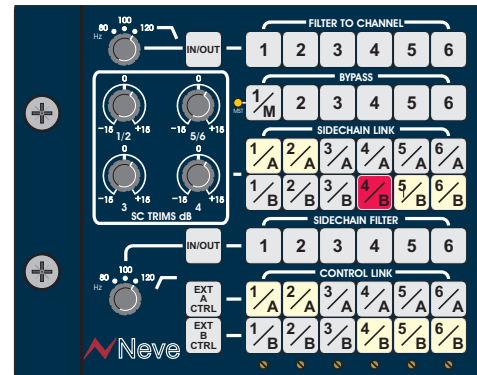 100
80 120
Hz
IN/OUT
FILTER TO CHANNEL
1 2 3 4 5 6
BYPASS
MST
1/M 2 3 4 5 6
0 0
-15 +15 -15 +15
1/2 5/6
0 0
-15 +15 -15 +15
3 4
SC TRIMS dB
SIDECHAIN LINK
1/A 2/A 3/A 4/A 5/A 6/A
1/B 2/B 3/B 4/B 5/B 6/B
100
80 120
Hz
IN/OUT
SIDECHAIN FILTER
1 2 3 4 5 6
CONTROL LINK
EXT
A
CTRL
1/A 2/A 3/A 4/A 5/A 6/A
EXT
B
CTRL
1/B 2/B 3/B 4/B 5/B 6/B
Neve